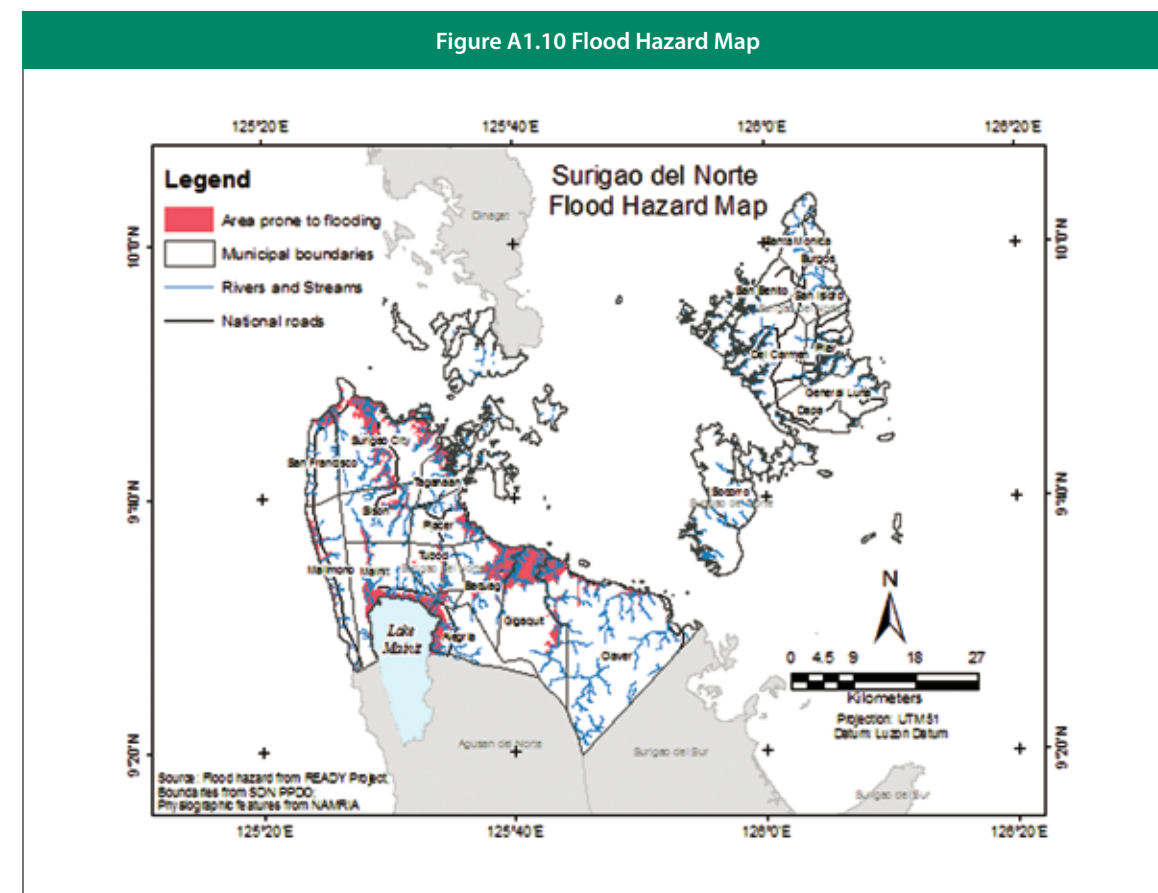 Figure A1.10 Flood Hazard Map
125°20'E
125°40'E
126°0'E
126°20'E
Legend
Area prone to flooding
Municipal boundaries
Rivers and Streams
National roads
Surigao del Norte
Flood Hazard Map
Dinagat
10°0'N
10°0'N
Santa Monica
Burgos
San Benito
San Isidro
Del Carmen
Pilar
General Luna
Dapa
Surigao City
San Francisco
Taganaan
Sison
Placer
Socorro
Surigao del Norte
9°40'N
9°40'N
Tubod
Malimono
Mainit
Bacuag
Gigaquit
Alegria
Claver
Lake
Mainit
N
0 4.5 9 18 27
Kilometers
Projection: UTM 51
Datum: Luzon Datum
Agusan del Norte
Surigao del Sur
Surigao del Sur
9°20'N
9°20'N
Source: Flood hazard from READY Project;
Boundaries from SDN PPDO;
Physiographic features from NAMRIA
125°20'E
125°40'E
126°0'E
126°20'E